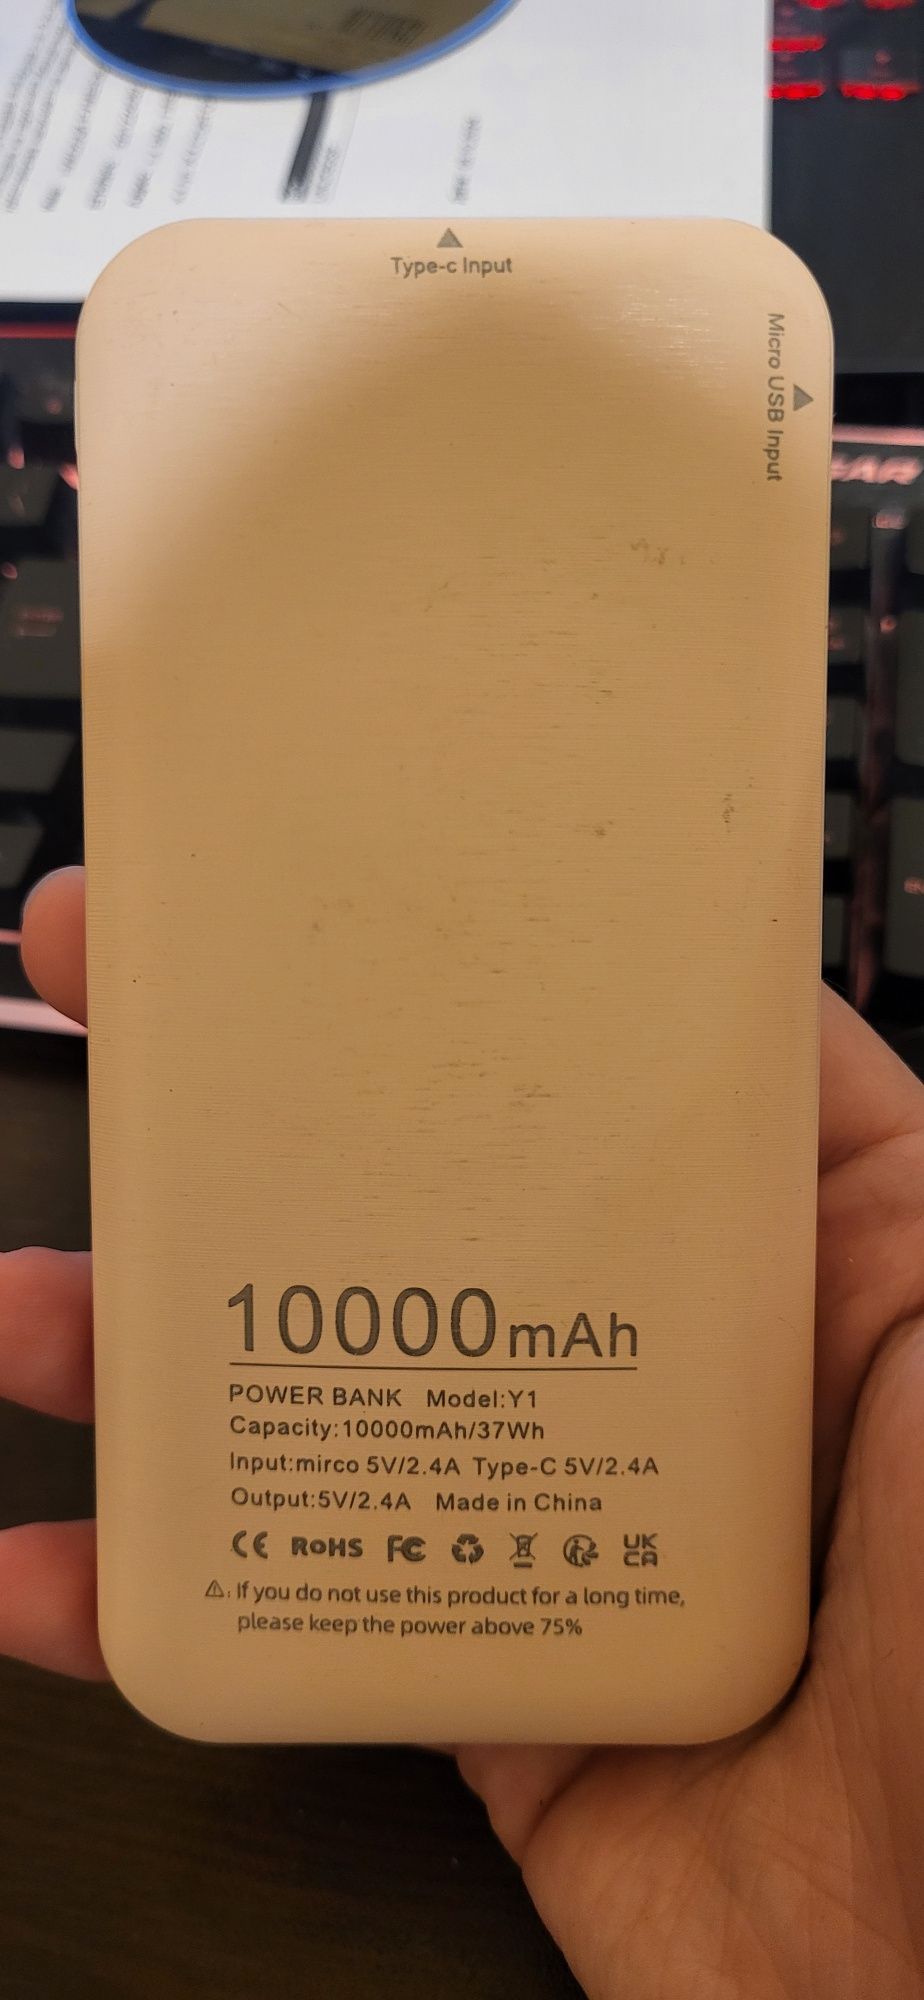 Type-c Input
Micro USB Input
10000mAh
POWER BANK Model:Y1
Capacity:10000mAh/37Wh
Input:mirco 5V/2.4A Type-C 5V/2.4A
Output:5V/2.4A Made in China
CE RoHS FC UK CA
⚠: If you do not use this product for a long time,
please keep the power above 75%